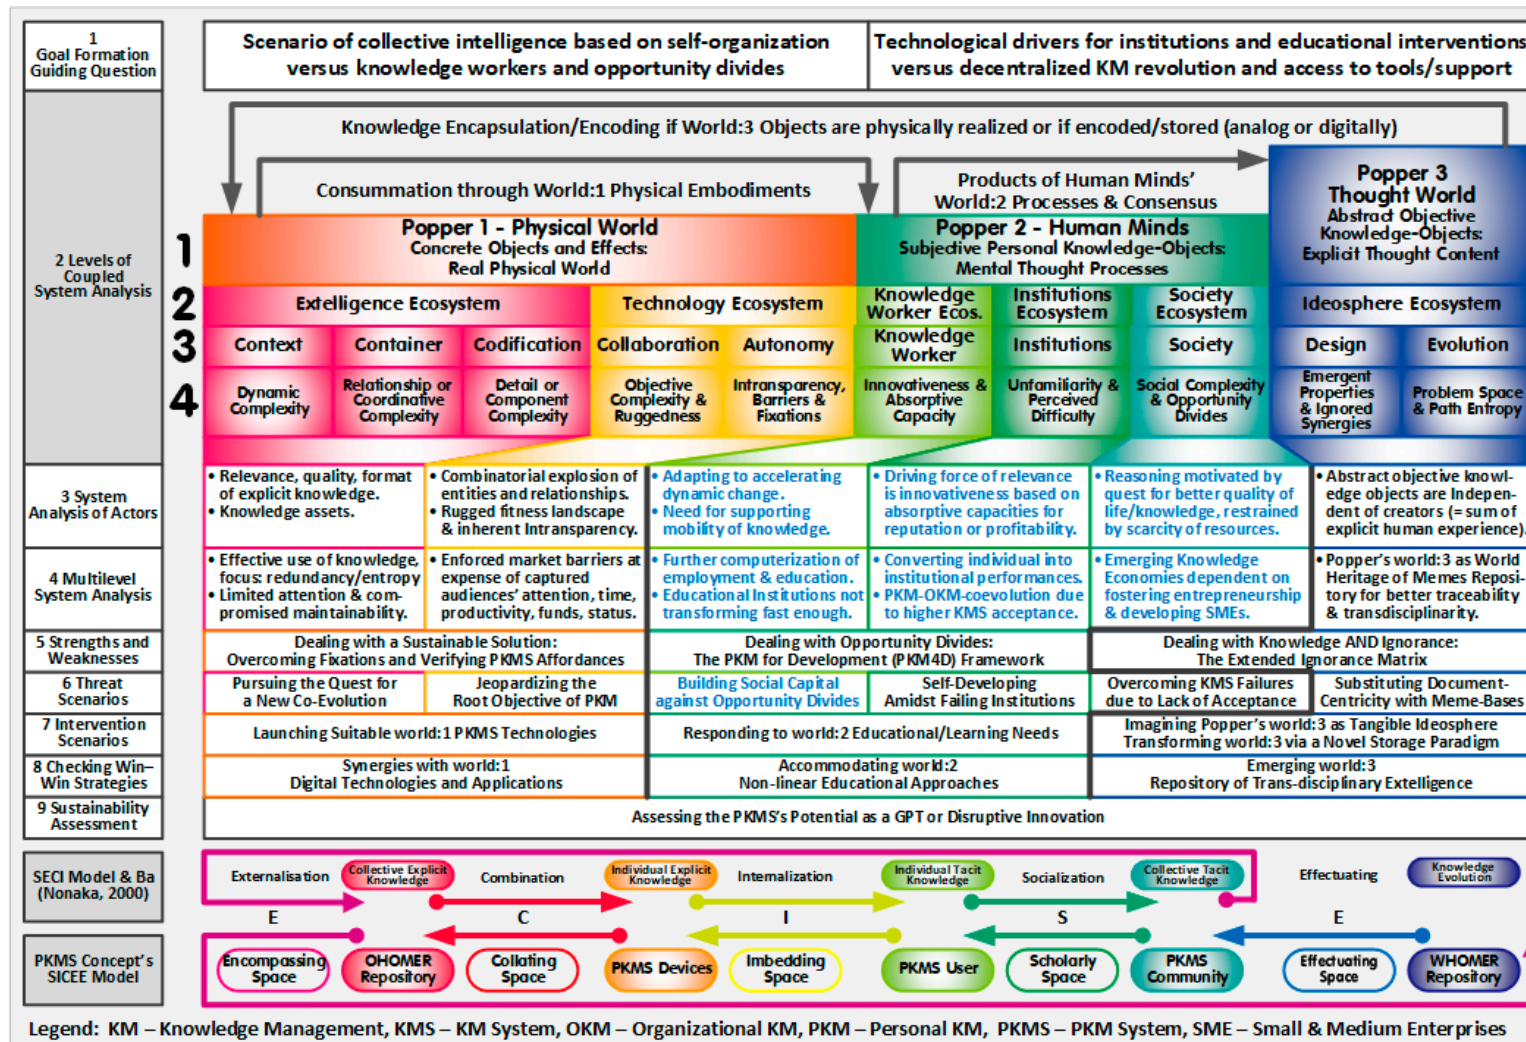 1
Goal Formation
Guiding Question
Scenario of collective intelligence based on self-organization
versus knowledge workers and opportunity divides
Technological drivers for institutions and educational interventions
versus decentralized KM revolution and access to tools/support
2 Levels of
Coupled
System Analysis
Knowledge Encapsulation/Encoding if World:3 Objects are physically realized or if encoded/stored (analog or digitally)
Consummation through World:1 Physical Embodiments
Products of Human Minds’
World:2 Processes & Consensus
1
Popper 1 - Physical World
Concrete Objects and Effects:
Real Physical World
Popper 2 - Human Minds
Subjective Personal Knowledge-Objects:
Mental Thought Processes
Popper 3
Thought World
Abstract Objective
Knowledge-Objects:
Explicit Thought Content
2
Extelligence Ecosystem
Technology Ecosystem
Knowledge
Worker Ecos.
Institutions
Ecosystem
Society
Ecosystem
Ideosphere Ecosystem
3
Context
Container
Codification
Collaboration
Autonomy
Knowledge
Worker
Institutions
Society
Design
Evolution
4
Dynamic
Complexity
Relationship or
Coordinative
Complexity
Detail or
Component
Complexity
Objective
Complexity &
Ruggedness
Intransparency,
Barriers &
Fixations
Innovativeness &
Absorptive
Capacity
Unfamiliarity &
Perceived
Difficulty
Social Complexity
& Opportunity
Divides
Emergent
Properties
& Ignored
Synergies
Problem Space
& Path Entropy
3 System
Analysis of Actors
• Relevance, quality, format
of explicit knowledge.
• Knowledge assets.
• Combinatorial explosion of
entities and relationships.
• Rugged fitness landscape
& inherent Intransparency.
• Adapting to accelerating
dynamic change.
• Need for supporting
mobility of knowledge.
• Driving force of relevance
is innovativeness based on
absorptive capacities for
reputation or profitability.
• Reasoning motivated by
quest for better quality of
life/knowledge, restrained
by scarcity of resources.
• Abstract objective knowl-
edge objects are Indepen-
dent of creators (= sum of
explicit human experience).
4 Multilevel
System Analysis
• Effective use of knowledge,
focus: redundancy/entropy
• Limited attention & com-
promised maintainability.
• Enforced market barriers at
expense of captured
audiences’ attention, time,
productivity, funds, status.
• Further computerization of
employment & education.
• Educational Institutions not
transforming fast enough.
• Converting individual into
institutional performances.
• PKM-OKM-coevolution due
to higher KMS acceptance.
• Emerging Knowledge
Economies dependent on
fostering entrepreneurship
& developing SMEs.
• Popper’s world:3 as World
Heritage of Memes Reposi-
tory for better traceability
& transdisciplinarity.
5 Strengths and
Weaknesses
Dealing with a Sustainable Solution:
Overcoming Fixations and Verifying PKMS Affordances
Dealing with Opportunity Divides:
The PKM for Development (PKM4D) Framework
Dealing with Knowledge AND Ignorance:
The Extended Ignorance Matrix
6 Threat
Scenarios
Pursuing the Quest for
a New Co-Evolution
Jeopardizing the
Root Objective of PKM
Building Social Capital
against Opportunity Divides
Self-Developing
Amidst Failing Institutions
Overcoming KMS Failures
due to Lack of Acceptance
Substituting Document-
Centricity with Meme-Bases
7 Intervention
Scenarios
Launching Suitable world:1 PKMS Technologies
Responding to world:2 Educational/Learning Needs
Imagining Popper’s world:3 as Tangible Ideosphere
Transforming world:3 via a Novel Storage Paradigm
8 Checking Win–
Win Strategies
Synergies with world:1
Digital Technologies and Applications
Accommodating world:2
Non-linear Educational Approaches
Emerging world:3
Repository of Trans-disciplinary Extelligence
9 Sustainability
Assessment
Assessing the PKMS’s Potential as a GPT or Disruptive Innovation
SECI Model & Ba
(Nonaka, 2000)
Externalisation
Collective Explicit
Knowledge
Combination
Individual Explicit
Knowledge
Internalization
Individual Tacit
Knowledge
Socialization
Collective Tacit
Knowledge
Effectuating
Knowledge
Evolution
E
C
I
S
E
PKMS Concept’s
SICEE Model
Encompassing
Space
OHOMER
Repository
Collating
Space
PKMS Devices
Imbedding
Space
PKMS User
Scholarly
Space
PKMS
Community
Effectuating
Space
WHOMER
Repository
Legend: KM – Knowledge Management, KMS – KM System, OKM – Organizational KM, PKM – Personal KM, PKMS – PKM System, SME – Small & Medium Enterprises